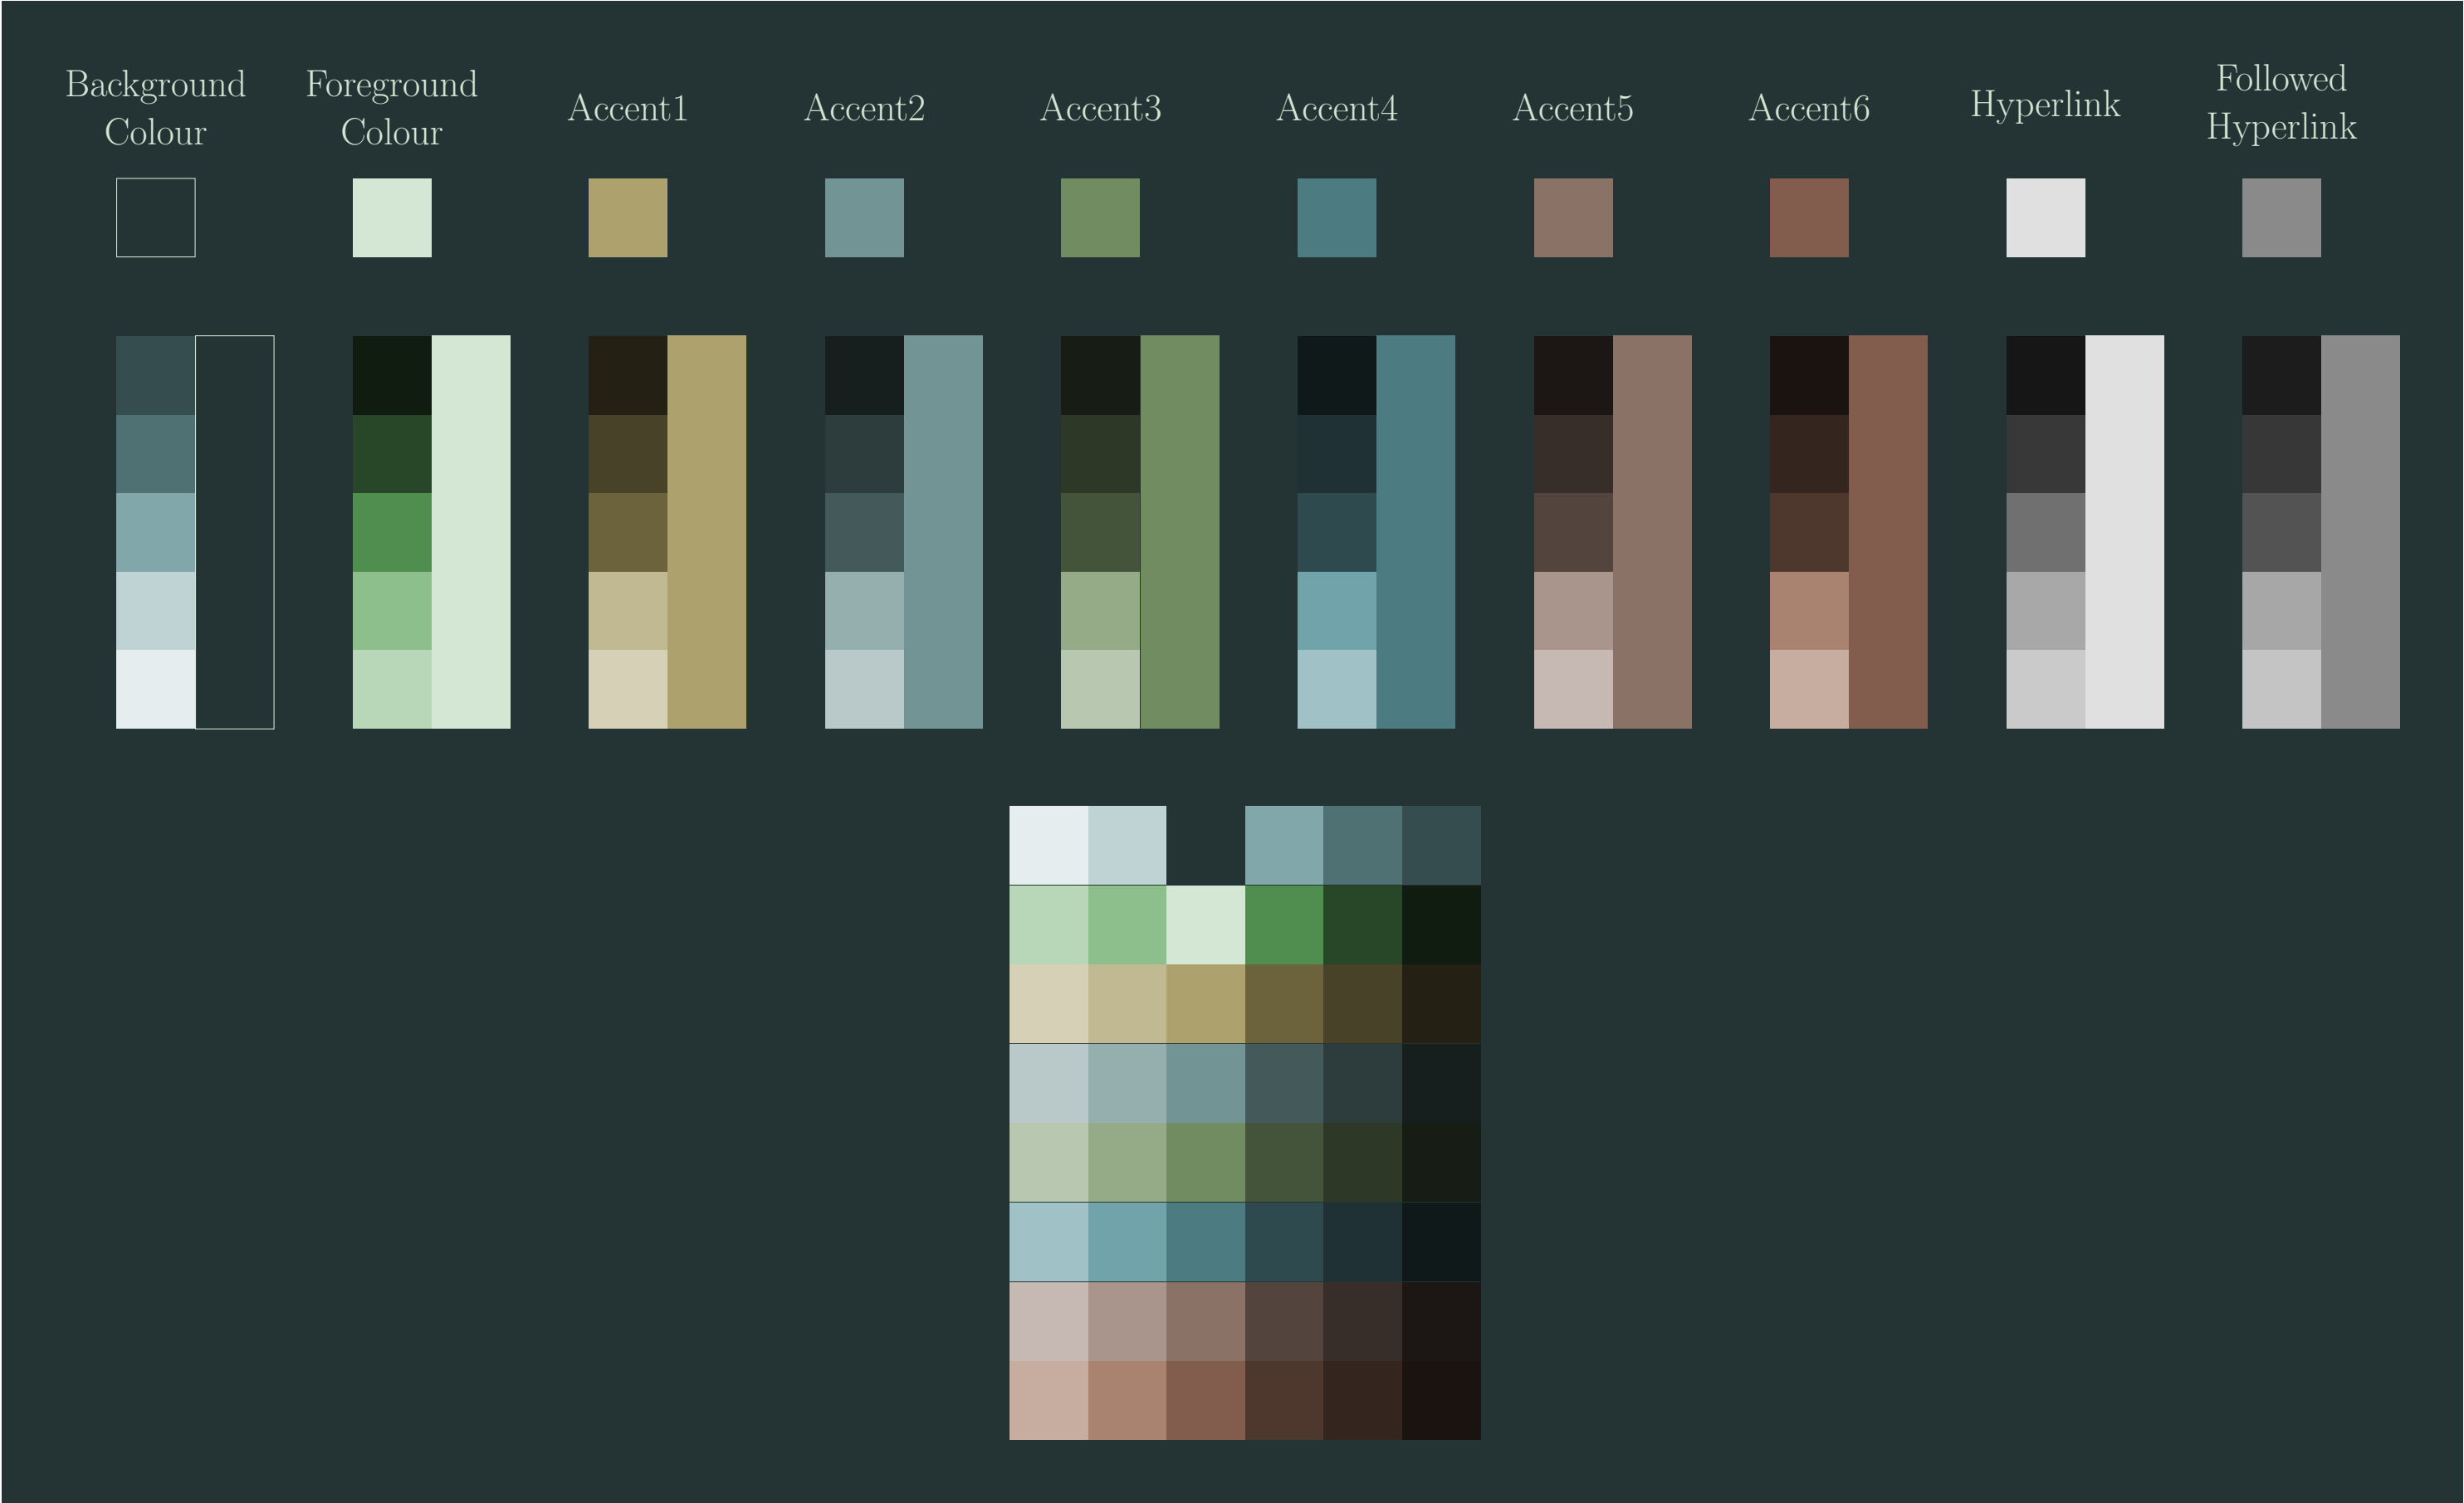 Background
Colour
Foreground
Colour
Accent1
Accent2
Accent3
Accent4
Accent5
Accent6
Hyperlink
Followed
Hyperlink